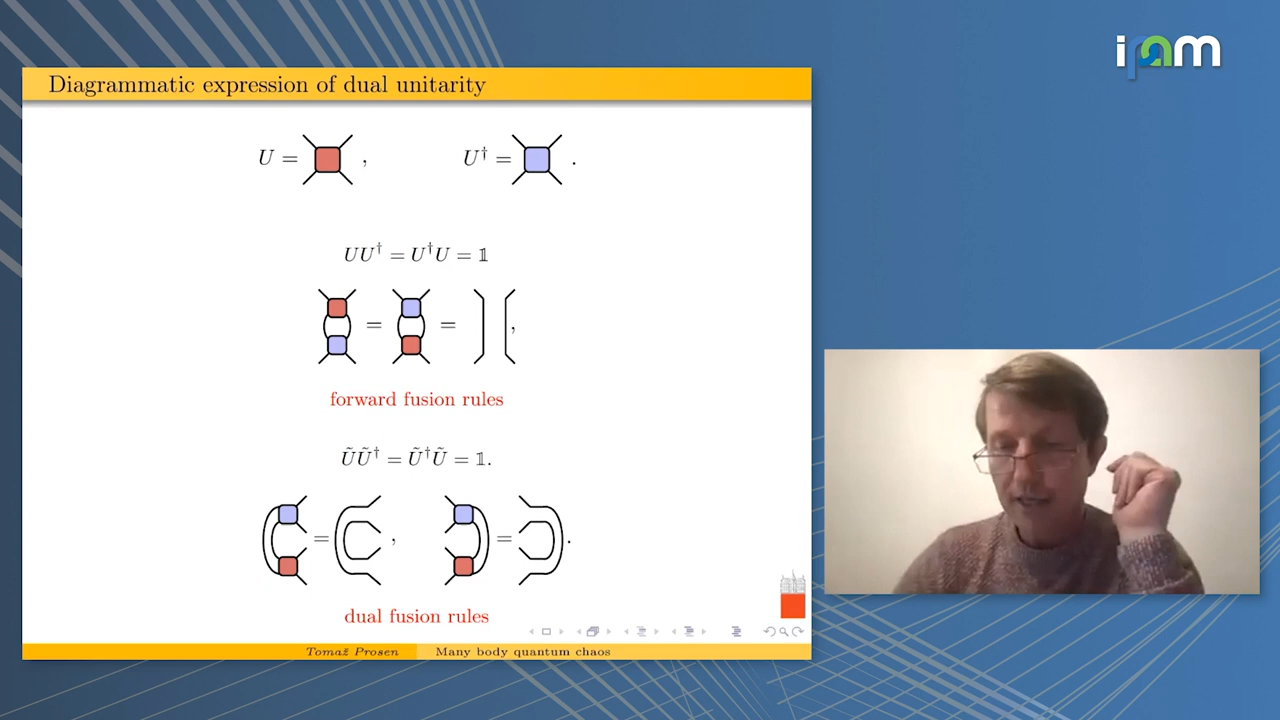 ipam
Diagrammatic expression of dual unitarity
U = , U† = .
UU† = U†U = 𝟙
= = ,
forward fusion rules
ŨŨ† = Ũ†Ũ = 𝟙.
= , = .
dual fusion rules
Tomaž Prosen Many body quantum chaos